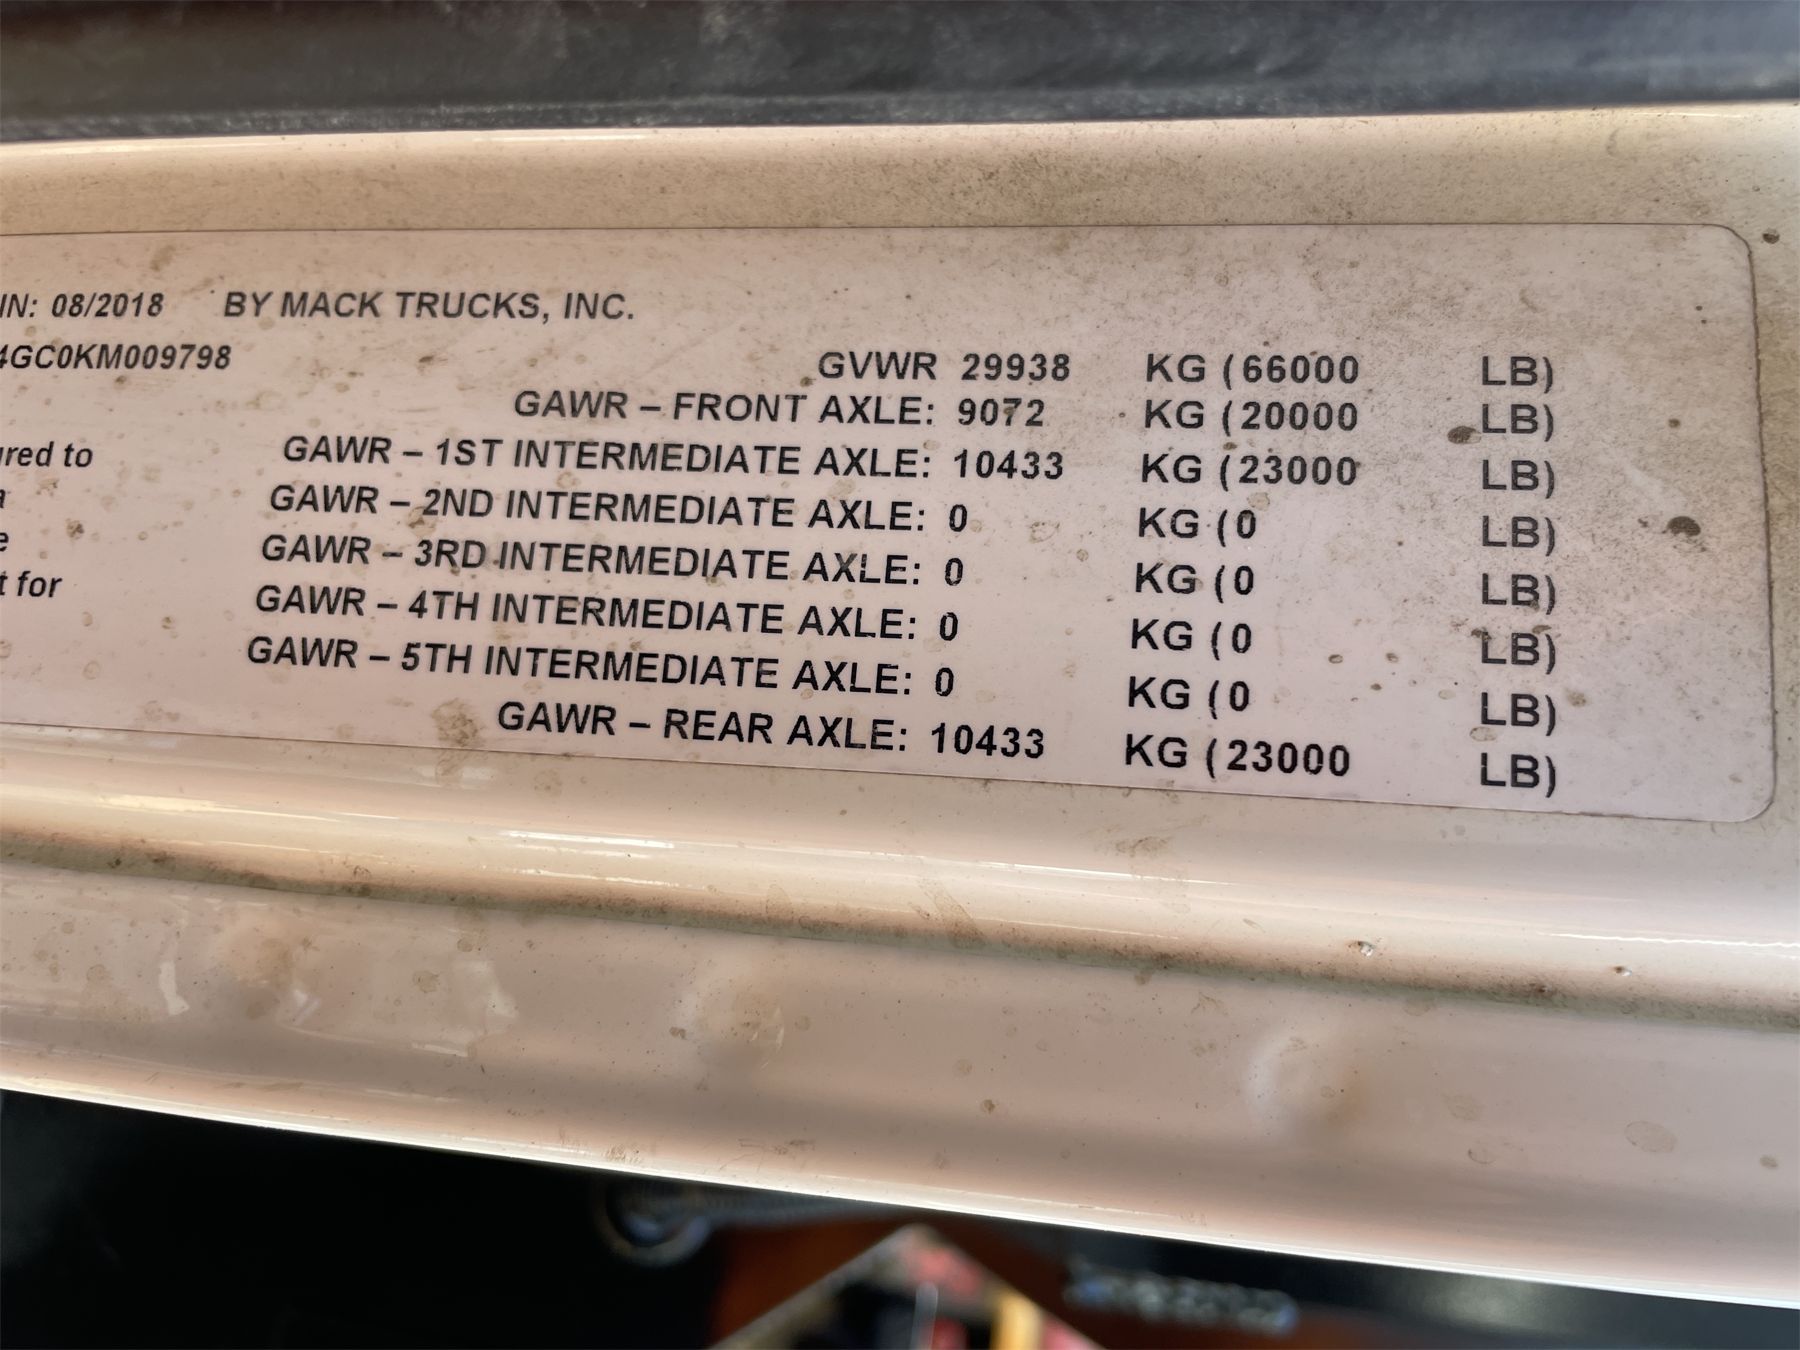 IN: 08/2018 BY MACK TRUCKS, INC.
4GC0KM009798
GVWR 29938 KG (66000 LB)
GAWR – FRONT AXLE: 9072 KG (20000 LB)
GAWR – 1ST INTERMEDIATE AXLE: 10433 KG (23000 LB)
GAWR – 2ND INTERMEDIATE AXLE: 0 KG (0 LB)
GAWR – 3RD INTERMEDIATE AXLE: 0 KG (0 LB)
GAWR – 4TH INTERMEDIATE AXLE: 0 KG (0 LB)
GAWR – 5TH INTERMEDIATE AXLE: 0 KG (0 LB)
GAWR – REAR AXLE: 10433 KG (23000 LB)
ured to
a
e
t for